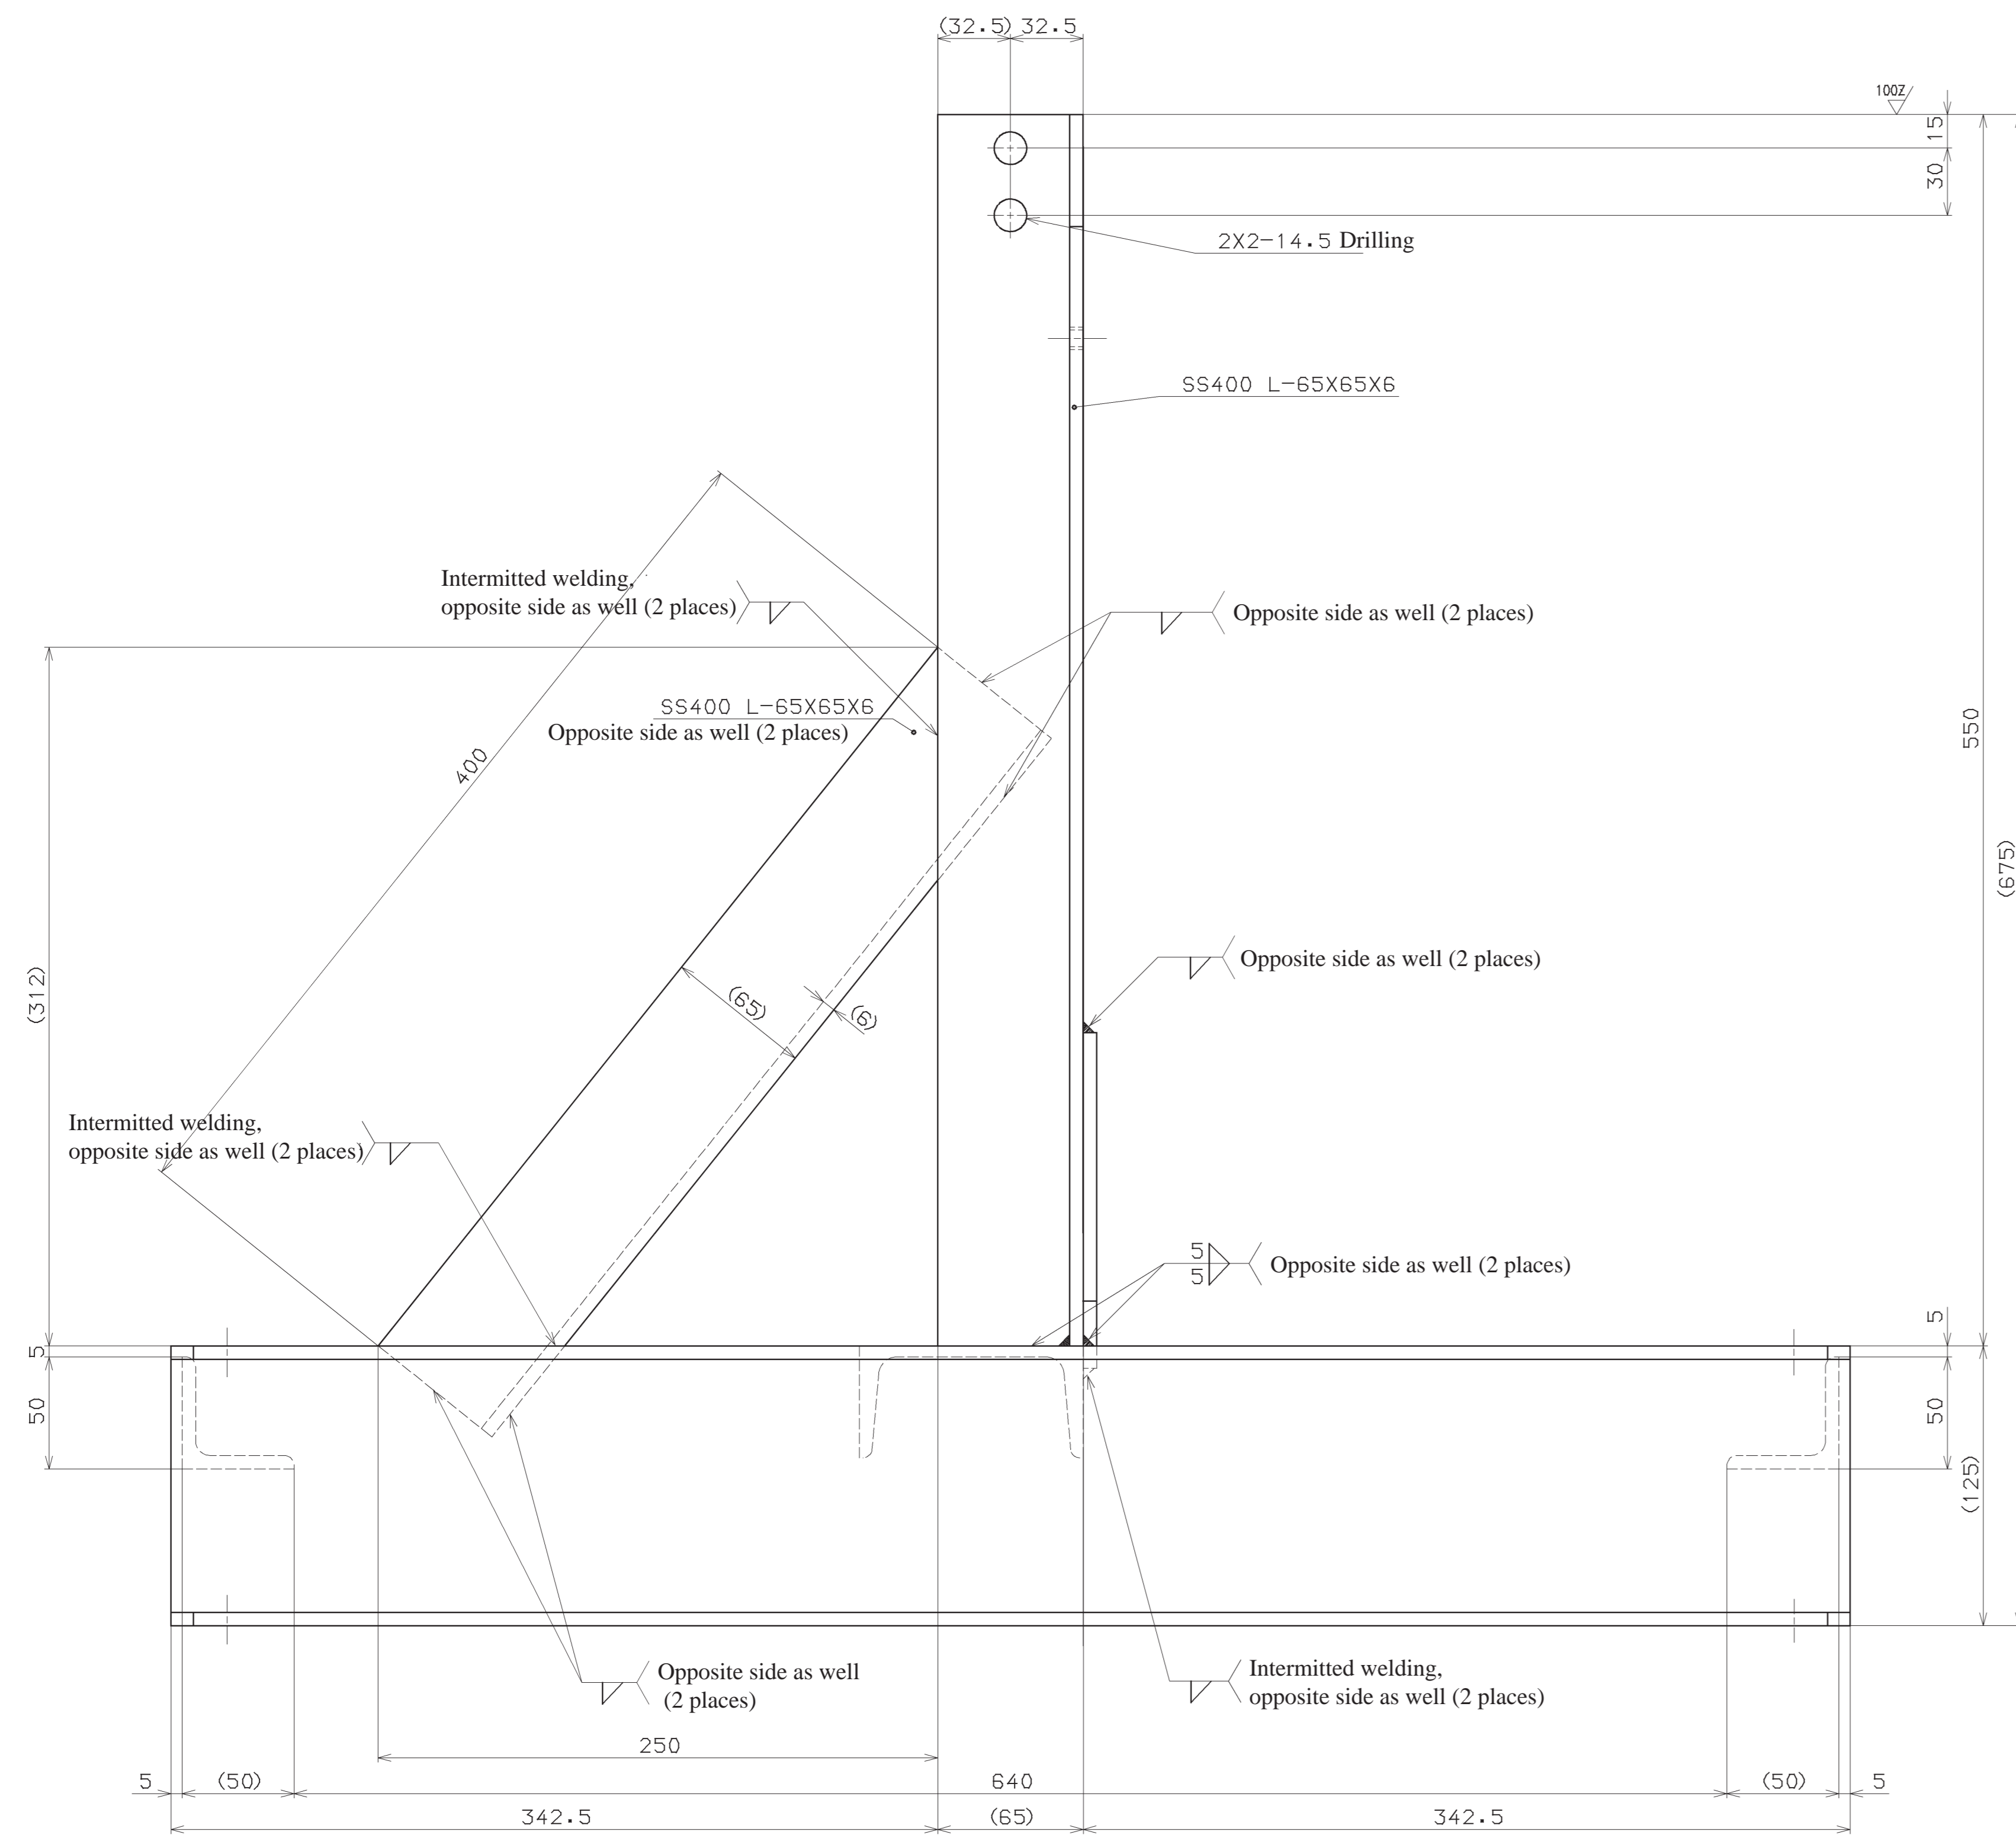 (32.5) 32.5
100Z
15
30
2X2-14.5 Drilling
SS400 L-65X65X6
Intermitted welding,
opposite side as well (2 places)
Opposite side as well (2 places)
SS400 L-65X65X6
Opposite side as well (2 places)
400
550
(675)
(312)
(65)
(6)
Opposite side as well (2 places)
Intermitted welding,
opposite side as well (2 places)
5
5
Opposite side as well (2 places)
5
50
5
50
(125)
Opposite side as well
(2 places)
Intermitted welding,
opposite side as well (2 places)
250
5 (50) 640 (50) 5
342.5 (65) 342.5